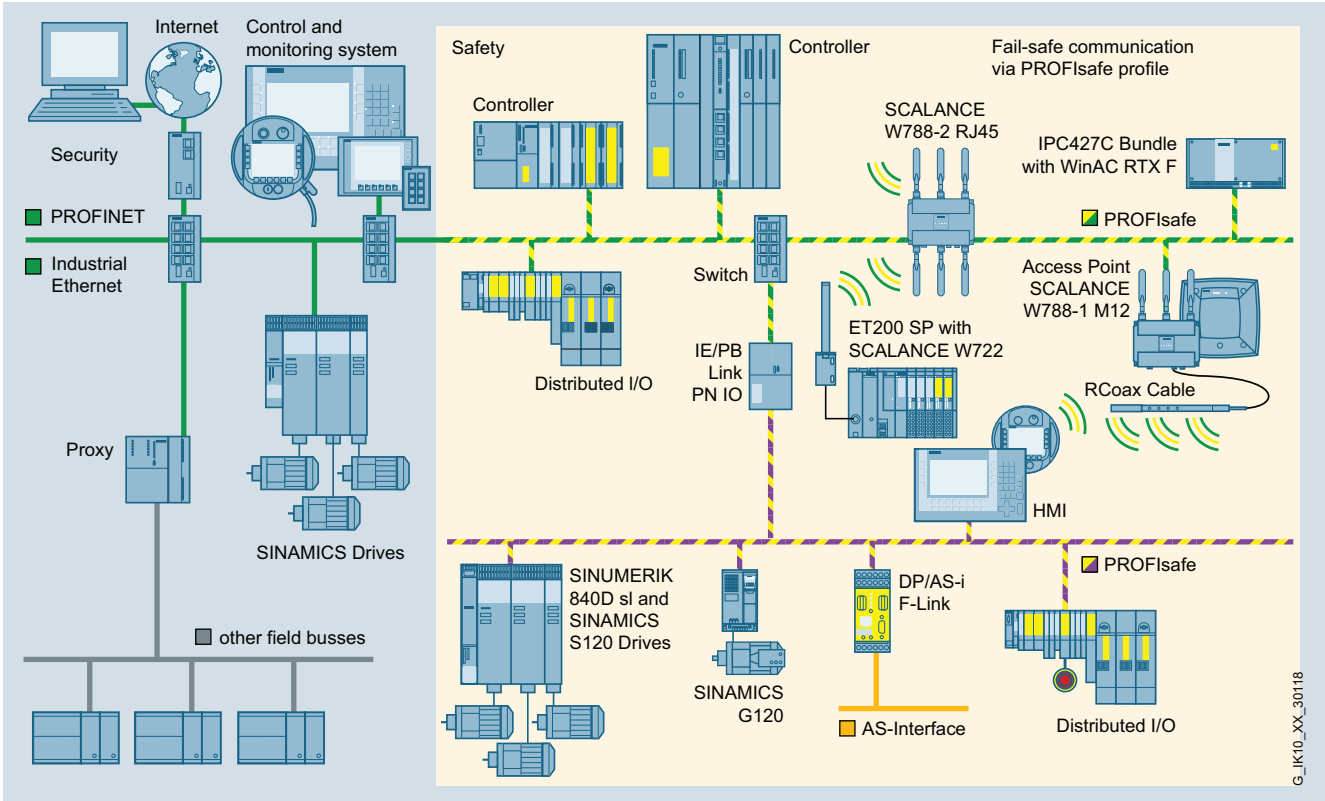 Internet
Control and
monitoring system
Security
PROFINET
Industrial
Ethernet
Proxy
SINAMICS Drives
other field busses
Safety
Controller
Controller
Fail-safe communication
via PROFIsafe profile
SCALANCE
W788-2 RJ45
IPC427C Bundle
with WinAC RTX F
PROFIsafe
Switch
Access Point
SCALANCE
W788-1 M12
ET200 SP with
SCALANCE W722
IE/PB
Link
PN IO
Distributed I/O
RCoax Cable
HMI
PROFIsafe
SINUMERIK
840D sl and
SINAMICS
S120 Drives
DP/AS-i
F-Link
SINAMICS
G120
AS-Interface
Distributed I/O
G_IK10_XX_30118